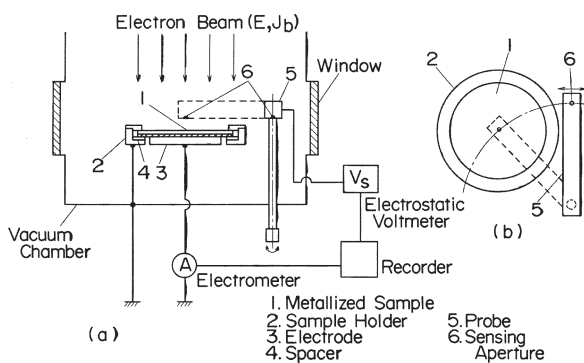 Electron Beam (E,Jb)
6
5
Window
1
2
4 3
Vs
Electrostatic
Voltmeter
Vacuum
Chamber
A
Electrometer
Recorder
(a)
1
6
2
5
(b)
1. Metallized Sample
2. Sample Holder
3. Electrode
4. Spacer
5. Probe
6. Sensing
Aperture